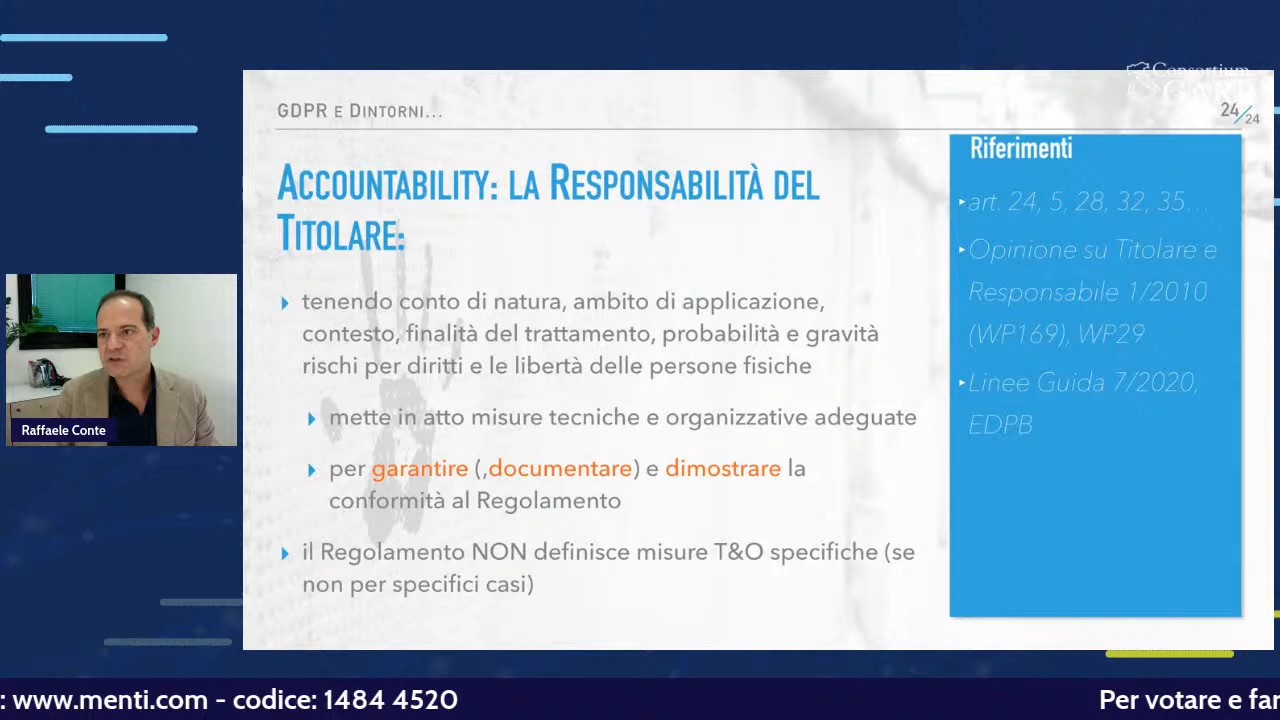 Consortium
GARR
GDPR E DINTORNI...
24/24
ACCOUNTABILITY: LA RESPONSABILITÀ DEL
TITOLARE:
tenendo conto di natura, ambito di applicazione,
contesto, finalità del trattamento, probabilità e gravità
rischi per diritti e le libertà delle persone fisiche
mette in atto misure tecniche e organizzative adeguate
per garantire (,documentare) e dimostrare la
conformità al Regolamento
il Regolamento NON definisce misure T&O specifiche (se
non per specifici casi)
Riferimenti
art. 24, 5, 28, 32, 35...
Opinione su Titolare e
Responsabile 1/2010
(WP169), WP29
Linee Guida 7/2020,
EDPB
Raffaele Conte
: www.menti.com - codice: 1484 4520
Per votare e far